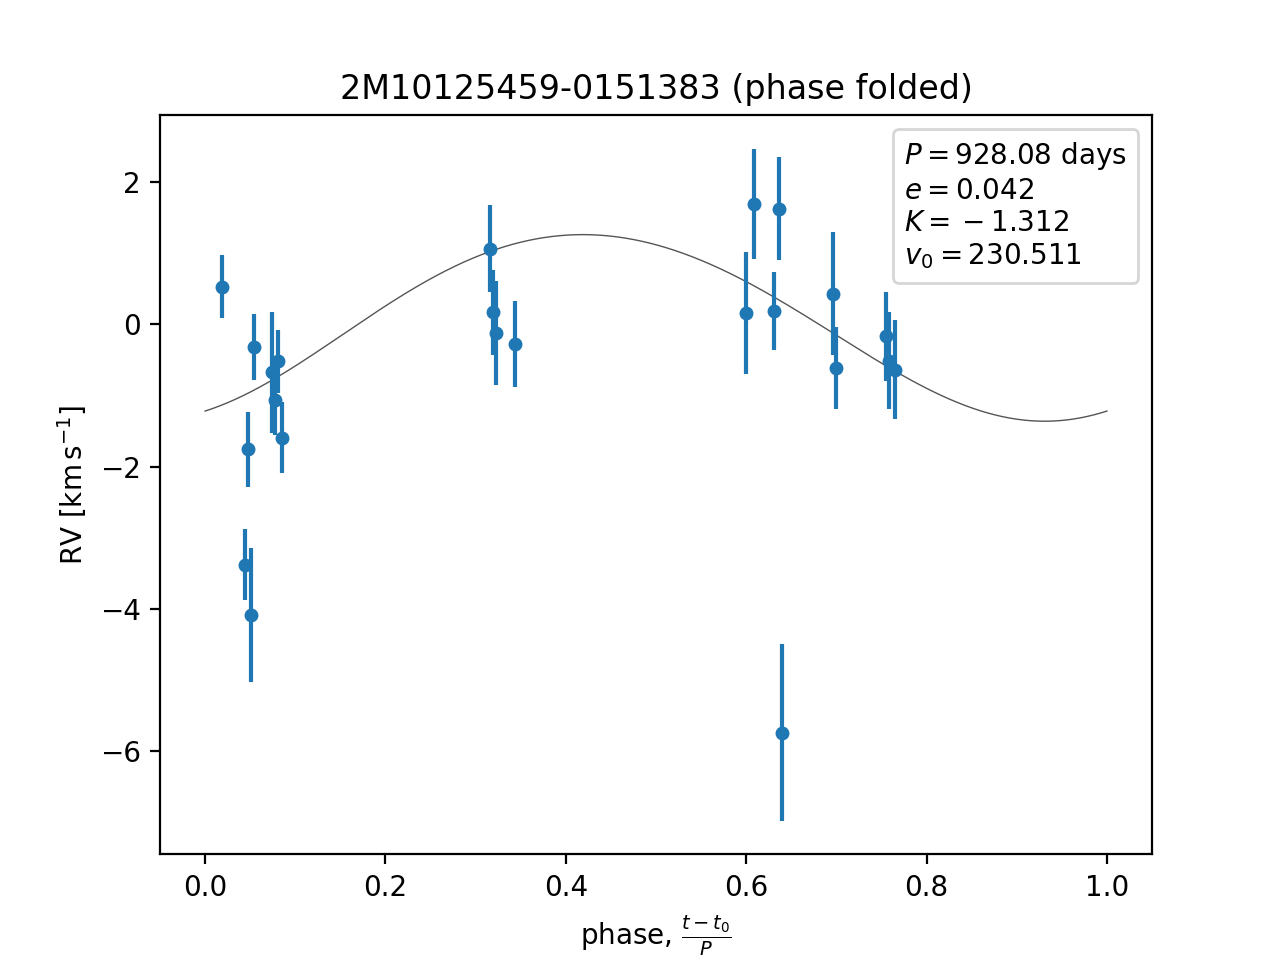 2M10125459-0151383 (phase folded)
P = 928.08 days
e = 0.042
K = −1.312
v₀ = 230.511
RV [km s⁻¹]
2
0
−2
−4
−6
0.0 0.2 0.4 0.6 0.8 1.0
phase, (t − t₀)/P